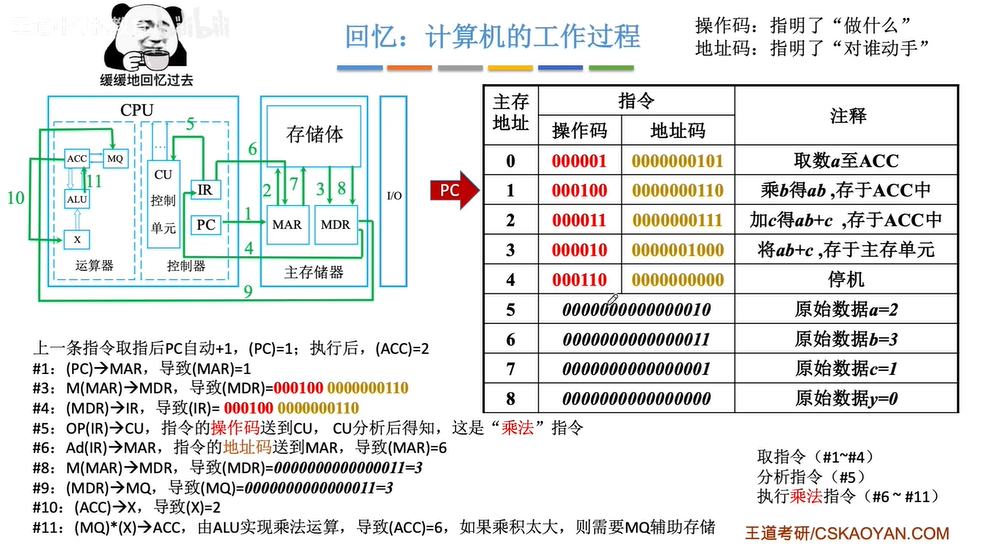 缓缓地回忆过去
回忆：计算机的工作过程
操作码：指明了“做什么”
地址码：指明了“对谁动手”
CPU
ACC
MQ
ALU
X
运算器
...
CU
控制
单元
IR
PC
控制器
存储体
MAR
MDR
主存储器
I/O
1
2
3
4
5
6
7
8
9
10
11
PC
主存地址 指令 注释
操作码 地址码
0 000001 0000000101 取数a至ACC
1 000100 0000000110 乘b得ab ,存于ACC中
2 000011 0000000111 加c得ab+c ,存于ACC中
3 000010 0000001000 将ab+c ,存于主存单元
4 000110 0000000000 停机
5 0000000000000010 原始数据a=2
6 0000000000000011 原始数据b=3
7 0000000000000001 原始数据c=1
8 0000000000000000 原始数据y=0
上一条指令取指后PC自动+1，(PC)=1；执行后，(ACC)=2
#1：(PC)→MAR，导致(MAR)=1
#3：M(MAR)→MDR，导致(MDR)=000100 0000000110
#4：(MDR)→IR，导致(IR)= 000100 0000000110
#5：OP(IR)→CU，指令的操作码送到CU，CU分析后得知，这是“乘法”指令
#6：Ad(IR)→MAR，指令的地址码送到MAR，导致(MAR)=6
#8：M(MAR)→MDR，导致(MDR)=0000000000000011=3
#9：(MDR)→MQ，导致(MQ)=0000000000000011=3
#10：(ACC)→X，导致(X)=2
#11：(MQ)*(X)→ACC，由ALU实现乘法运算，导致(ACC)=6，如果乘积太大，则需要MQ辅助存储
取指令（#1~#4）
分析指令（#5）
执行乘法指令（#6 ~ #11）
王道考研/CSKAOYAN.COM